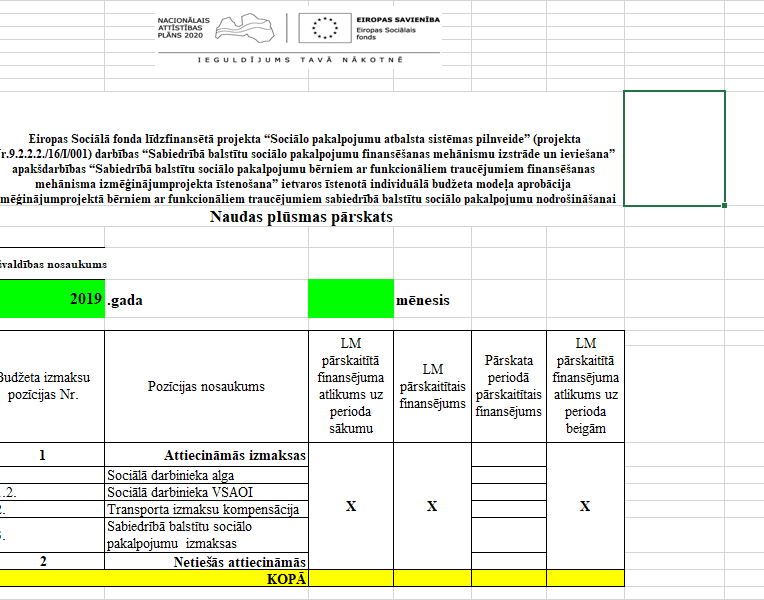 NACIONĀLAIS
ATTĪSTĪBAS
PLĀNS 2020
EIROPAS SAVIENĪBA
Eiropas Sociālais
fonds
IEGULDĪJUMS TAVĀ NĀKOTNĒ
Eiropas Sociālā fonda līdzfinansētā projekta “Sociālo pakalpojumu atbalsta sistēmas pilnveide” (projekta
r.9.2.2.2./16/I/001) darbības “Sabiedrībā balstītu sociālo pakalpojumu finansēšanas mehānismu izstrāde un ieviešana”
apakšdarbības “Sabiedrībā balstītu sociālo pakalpojumu bērniem ar funkcionāliem traucējumiem finansēšanas
mehānisma izmēģinājumprojekta īstenošana” ietvaros īstenotā individuālā budžeta modeļa aprobācija
mēģinājumprojektā bērniem ar funkcionāliem traucējumiem sabiedrībā balstītu sociālo pakalpojumu nodrošināšanai
Naudas plūsmas pārskats
švaldības nosaukums
2019 .gada mēnesis
Budžeta izmaksu
pozīcijas Nr.
Pozīcijas nosaukums
LM
pārskaitītā
finansējuma
atlikums uz
perioda
sākumu
LM
pārskaitītais
finansējums
Pārskata
periodā
pārskaitītais
finansējums
LM
pārskaitītā
finansējuma
atlikums uz
perioda
beigām
1 Attiecināmās izmaksas
Sociālā darbinieka alga
.2. Sociālā darbinieka VSAOI
X X X
. Transporta izmaksu kompensācija
. Sabiedrībā balstītu sociālo
pakalpojumu izmaksas
2 Netiešās attiecināmās
KOPĀ